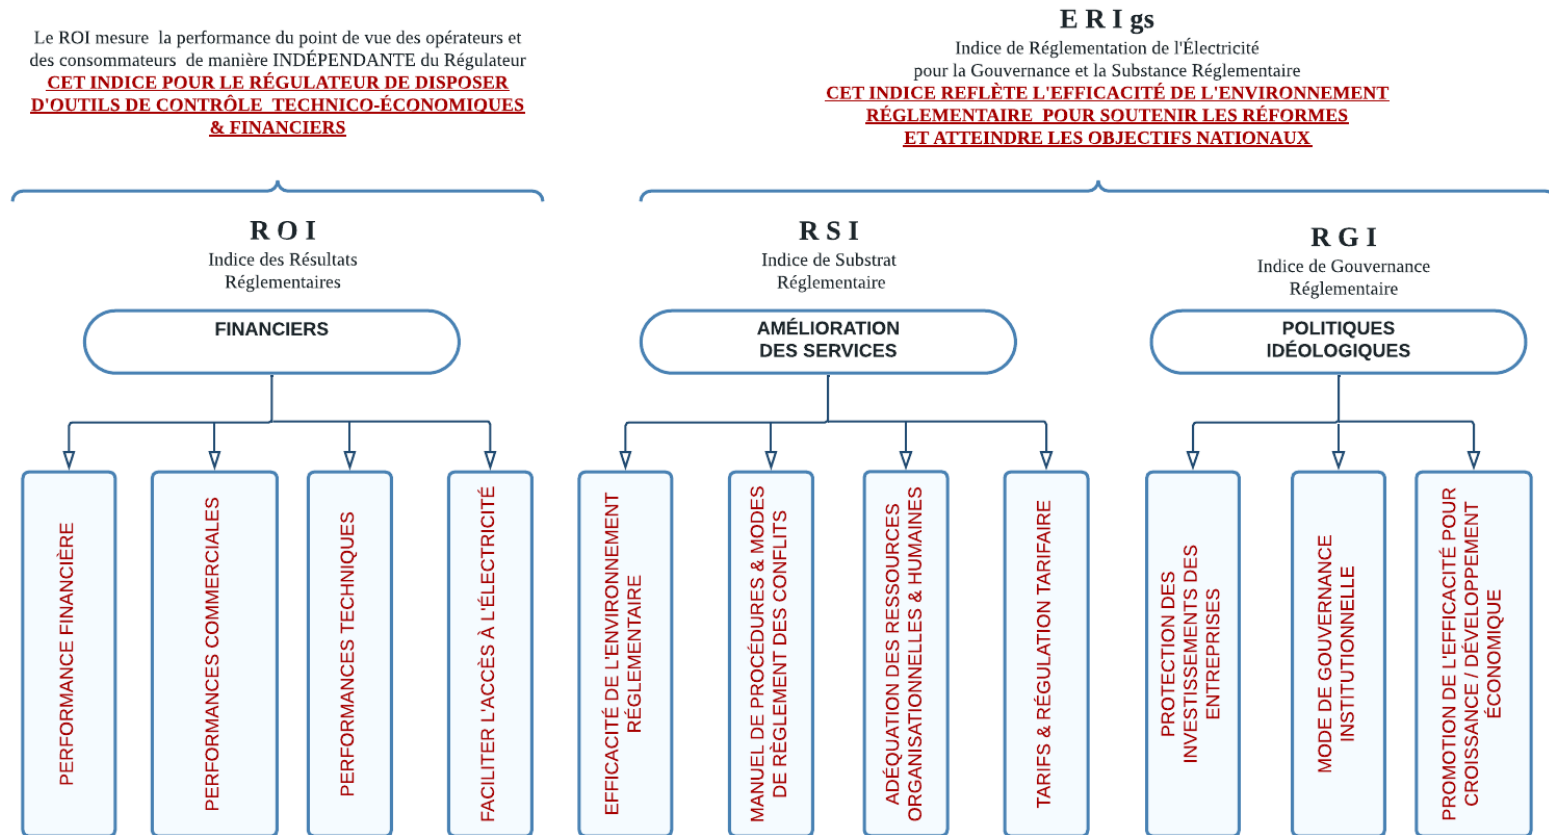 Le ROI mesure la performance du point de vue des opérateurs et
des consommateurs de manière INDÉPENDANTE du Régulateur
CET INDICE POUR LE RÉGULATEUR DE DISPOSER
D'OUTILS DE CONTRÔLE TECHNICO-ÉCONOMIQUES
& FINANCIERS
E R I gs
Indice de Réglementation de l'Électricité
pour la Gouvernance et la Substance Réglementaire
CET INDICE REFLÈTE L'EFFICACITÉ DE L'ENVIRONNEMENT
RÉGLEMENTAIRE POUR SOUTENIR LES RÉFORMES
ET ATTEINDRE LES OBJECTIFS NATIONAUX
R O I
Indice des Résultats
Réglementaires
FINANCIERS
PERFORMANCE FINANCIÈRE
PERFORMANCES COMMERCIALES
PERFORMANCES TECHNIQUES
FACILITER L'ACCÈS À L'ÉLECTRICITÉ
R S I
Indice de Substrat
Réglementaire
AMÉLIORATION
DES SERVICES
EFFICACITÉ DE L'ENVIRONNEMENT
RÉGLEMENTAIRE
MANUEL DE PROCÉDURES & MODES
DE RÈGLEMENT DES CONFLITS
ADÉQUATION DES RESSOURCES
ORGANISATIONNELLES & HUMAINES
TARIFS & RÉGULATION TARIFAIRE
R G I
Indice de Gouvernance
Réglementaire
POLITIQUES
IDÉOLOGIQUES
PROTECTION DES
INVESTISSEMENTS DES
ENTREPRISES
MODE DE GOUVERNANCE
INSTITUTIONNELLE
PROMOTION DE L'EFFICACITÉ POUR
CROISSANCE / DÉVELOPPEMENT
ÉCONOMIQUE